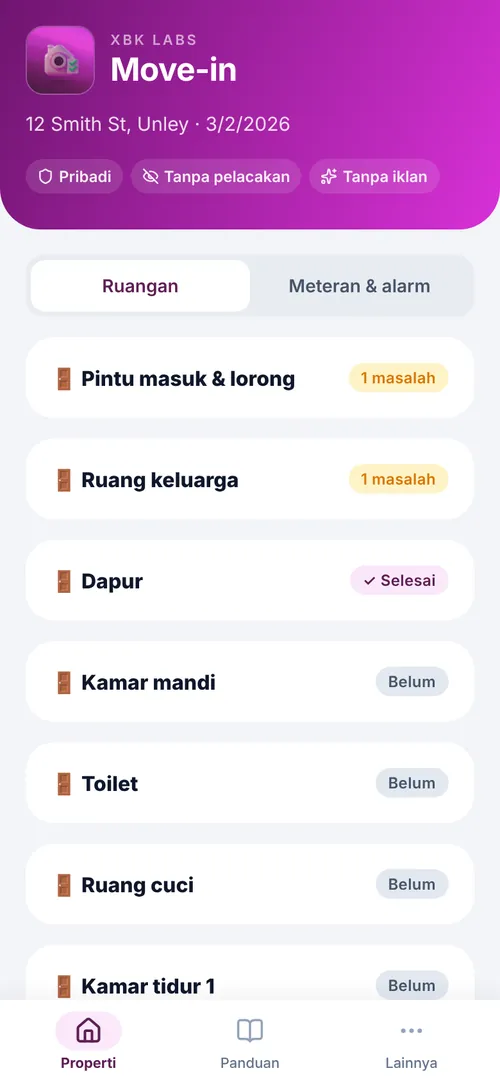 XBK LABS
Move-in
12 Smith St, Unley · 3/2/2026
Pribadi
Tanpa pelacakan
Tanpa iklan
Ruangan
Meteran & alarm
Pintu masuk & lorong
1 masalah
Ruang keluarga
1 masalah
Dapur
✓ Selesai
Kamar mandi
Belum
Toilet
Belum
Ruang cuci
Belum
Kamar tidur 1
Belum
Properti
Panduan
Lainnya